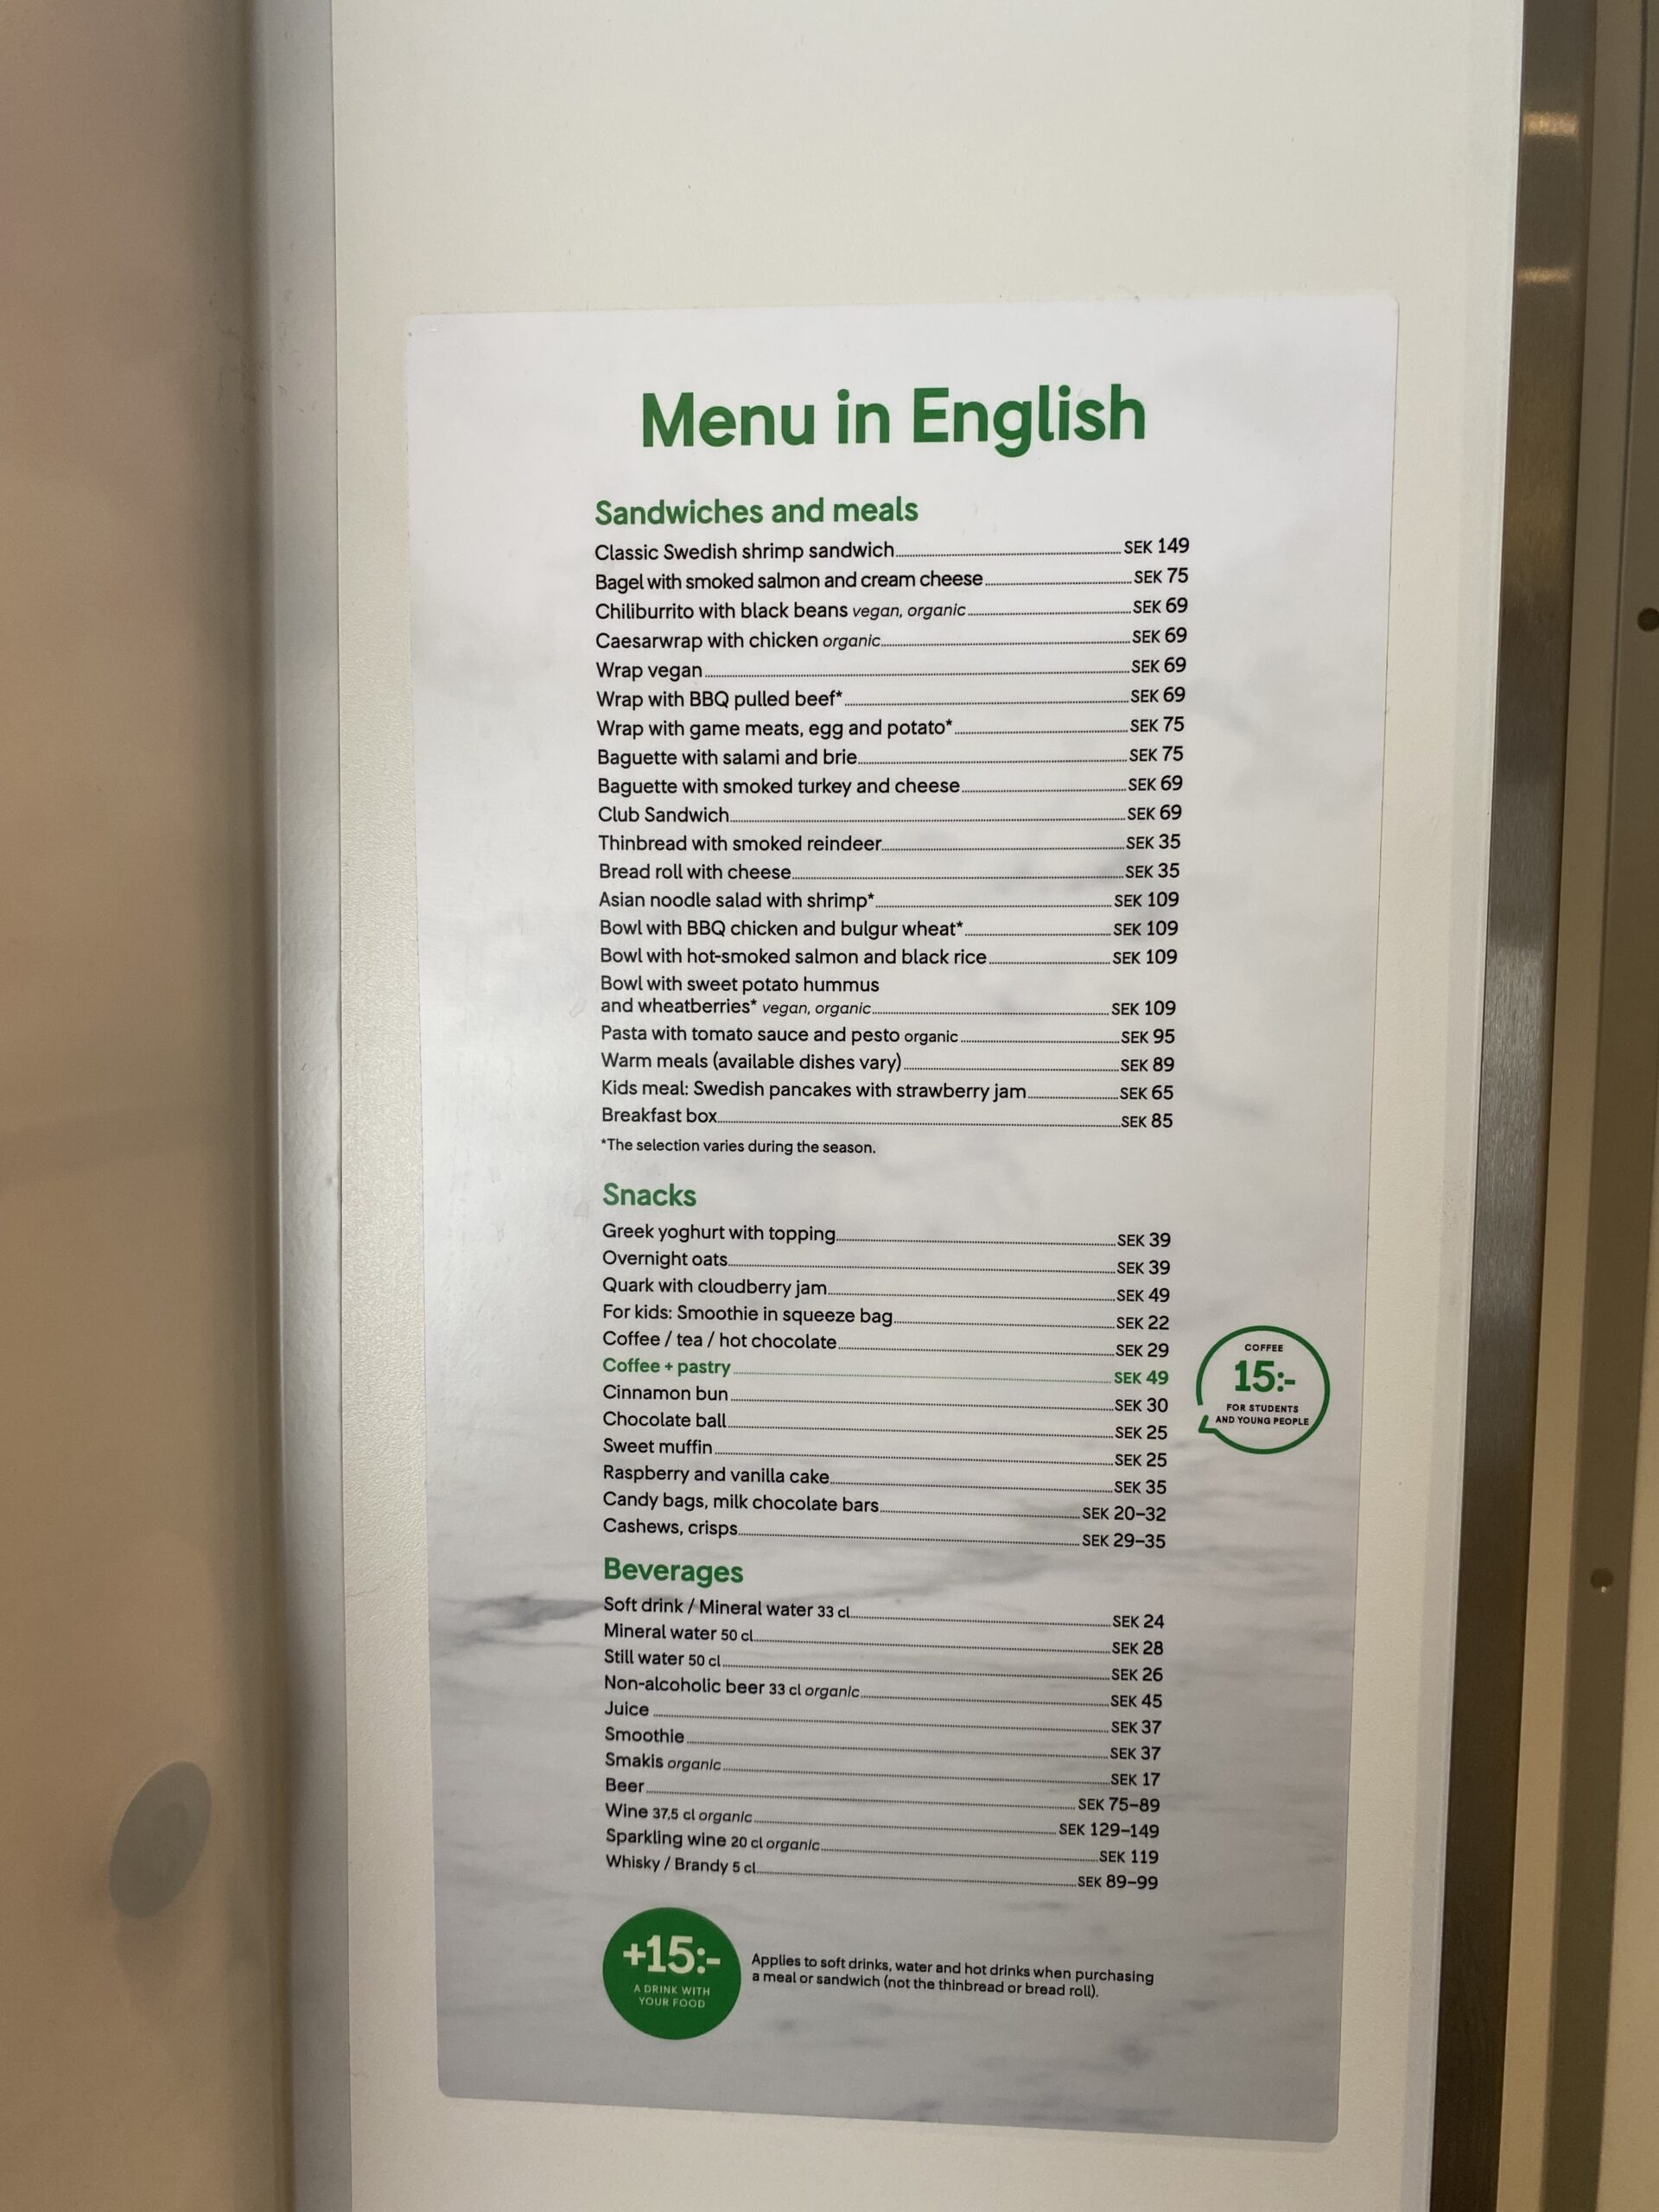 Menu in English
Sandwiches and meals
Classic Swedish shrimp sandwich SEK 149
Bagel with smoked salmon and cream cheese SEK 75
Chiliburrito with black beans vegan, organic SEK 69
Caesarwrap with chicken organic SEK 69
Wrap vegan SEK 69
Wrap with BBQ pulled beef* SEK 69
Wrap with game meats, egg and potato* SEK 75
Baguette with salami and brie SEK 75
Baguette with smoked turkey and cheese SEK 69
Club Sandwich SEK 69
Thinbread with smoked reindeer SEK 35
Bread roll with cheese SEK 35
Asian noodle salad with shrimp* SEK 109
Bowl with BBQ chicken and bulgur wheat* SEK 109
Bowl with hot-smoked salmon and black rice SEK 109
Bowl with sweet potato hummus
and wheatberries* vegan, organic SEK 109
Pasta with tomato sauce and pesto organic SEK 95
Warm meals (available dishes vary) SEK 89
Kids meal: Swedish pancakes with strawberry jam SEK 65
Breakfast box SEK 85
*The selection varies during the season.
Snacks
Greek yoghurt with topping SEK 39
Overnight oats SEK 39
Quark with cloudberry jam SEK 49
For kids: Smoothie in squeeze bag SEK 22
Coffee / tea / hot chocolate SEK 29
Coffee + pastry SEK 49
Cinnamon bun SEK 30
Chocolate ball SEK 25
Sweet muffin SEK 25
Raspberry and vanilla cake SEK 35
Candy bags, milk chocolate bars SEK 20–32
Cashews, crisps SEK 29–35
COFFEE
15:-
FOR STUDENTS
AND YOUNG PEOPLE
Beverages
Soft drink / Mineral water 33 cl SEK 24
Mineral water 50 cl SEK 28
Still water 50 cl SEK 26
Non-alcoholic beer 33 cl organic SEK 45
Juice SEK 37
Smoothie SEK 37
Smakis organic SEK 17
Beer SEK 75–89
Wine 37,5 cl organic SEK 129–149
Sparkling wine 20 cl organic SEK 119
Whisky / Brandy 5 cl SEK 89–99
+15:-
A DRINK WITH
YOUR FOOD
Applies to soft drinks, water and hot drinks when purchasing
a meal or sandwich (not the thinbread or bread roll).